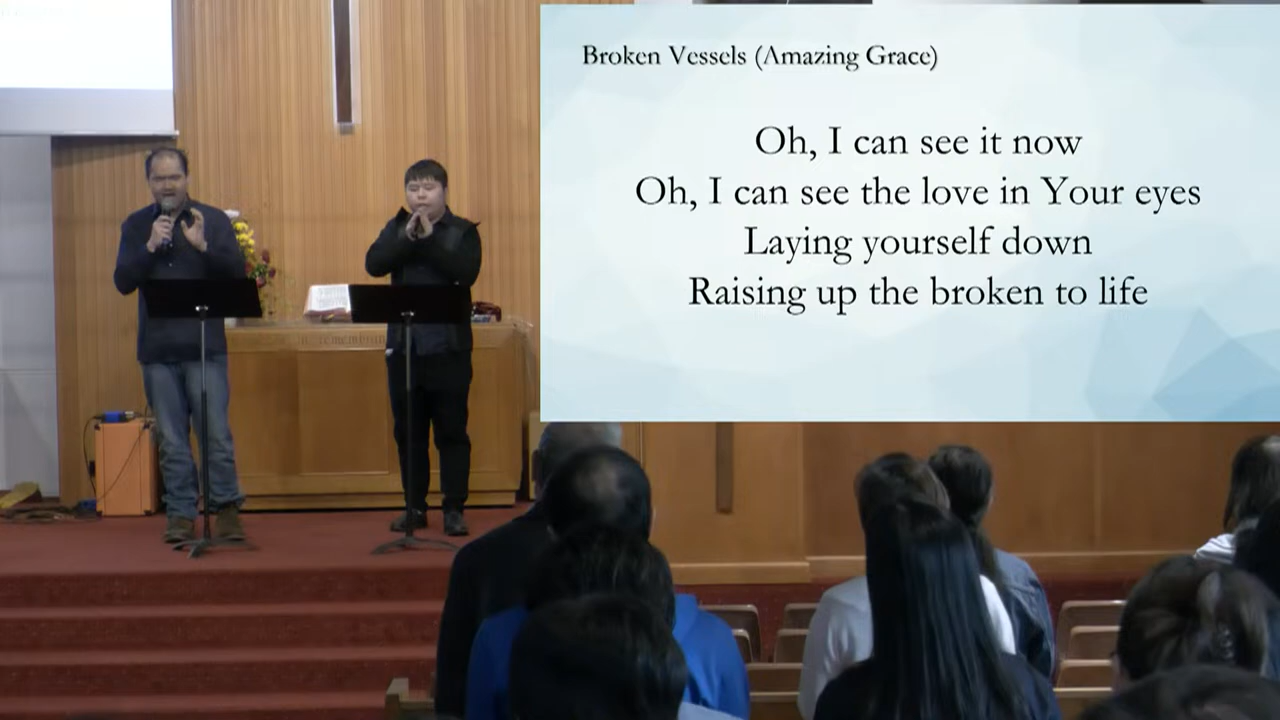 Broken Vessels (Amazing Grace)
Oh, I can see it now
Oh, I can see the love in Your eyes
Laying yourself down
Raising up the broken to life